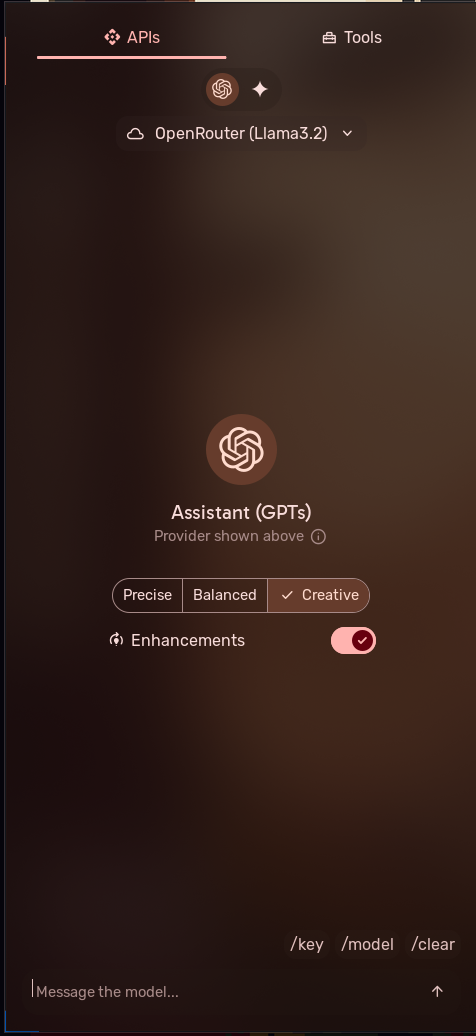 APIs Tools
OpenRouter (Llama3.2)
Assistant (GPTs)
Provider shown above
Precise Balanced Creative
Enhancements
/key /model /clear
Message the model...